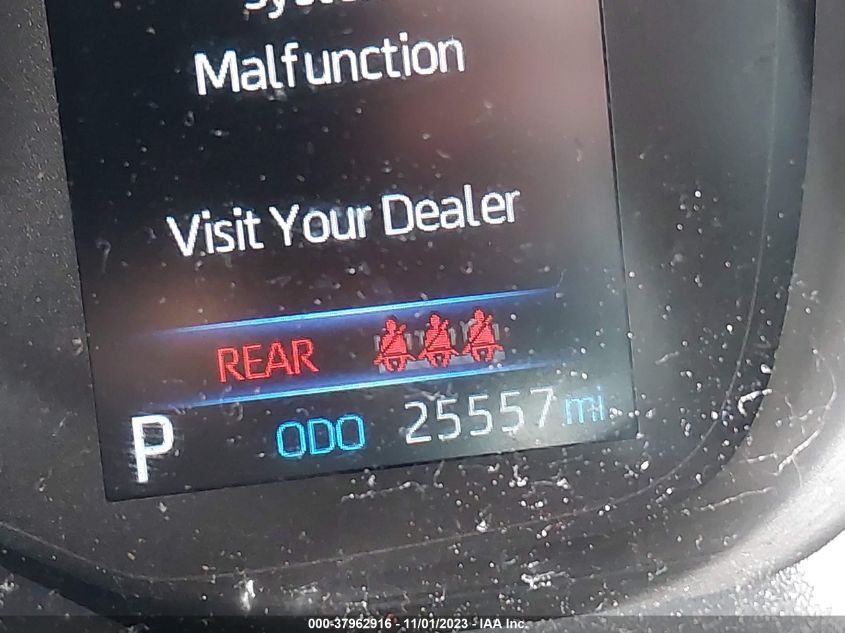 Malfunction
Visit Your Dealer
REAR
P ODO 25557 mi
000-37962916 - 11/01/2023 - IAA Inc.